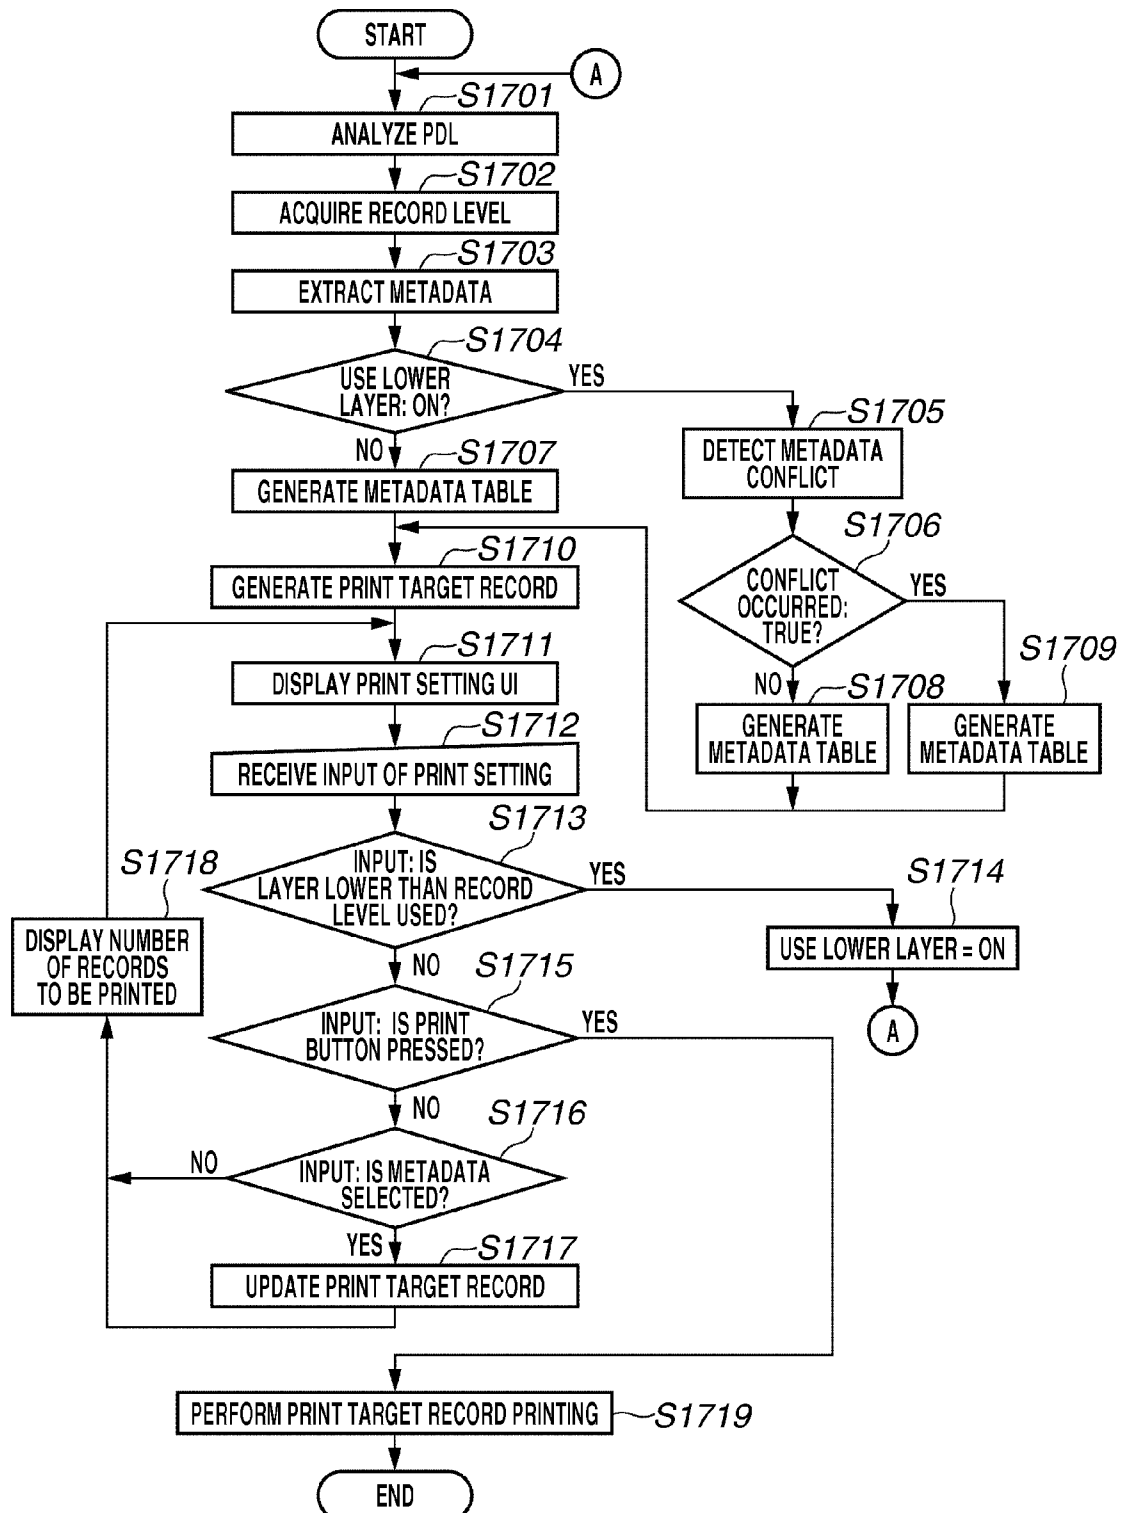 START
A
S1701
ANALYZE PDL
S1702
ACQUIRE RECORD LEVEL
S1703
EXTRACT METADATA
S1704
USE LOWER
LAYER: ON?
YES
NO
S1705
DETECT METADATA
CONFLICT
S1707
GENERATE METADATA TABLE
S1706
CONFLICT
OCCURRED:
TRUE?
YES
NO
S1710
GENERATE PRINT TARGET RECORD
S1708
GENERATE
METADATA TABLE
S1709
GENERATE
METADATA TABLE
S1711
DISPLAY PRINT SETTING UI
S1712
RECEIVE INPUT OF PRINT SETTING
S1713
INPUT: IS
LAYER LOWER THAN RECORD
LEVEL USED?
YES
NO
S1714
USE LOWER LAYER = ON
A
S1718
DISPLAY NUMBER
OF RECORDS
TO BE PRINTED
S1715
INPUT: IS PRINT
BUTTON PRESSED?
YES
NO
S1716
INPUT: IS METADATA
SELECTED?
NO
YES
S1717
UPDATE PRINT TARGET RECORD
PERFORM PRINT TARGET RECORD PRINTING
S1719
END